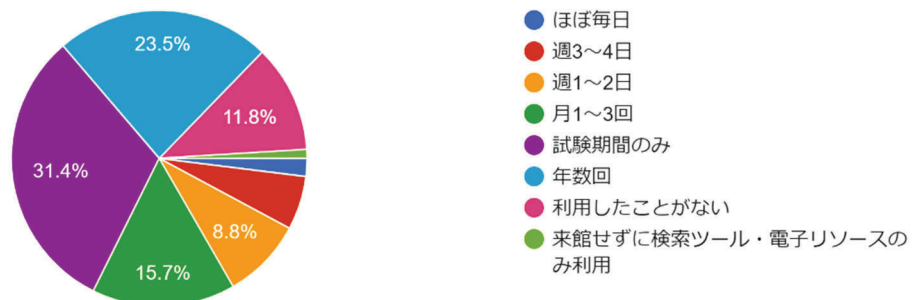 23.5%
11.8%
31.4%
8.8%
15.7%
ほぼ毎日
週3～4日
週1～2日
月1～3回
試験期間のみ
年数回
利用したことがない
来館せずに検索ツール・電子リソースの
み利用